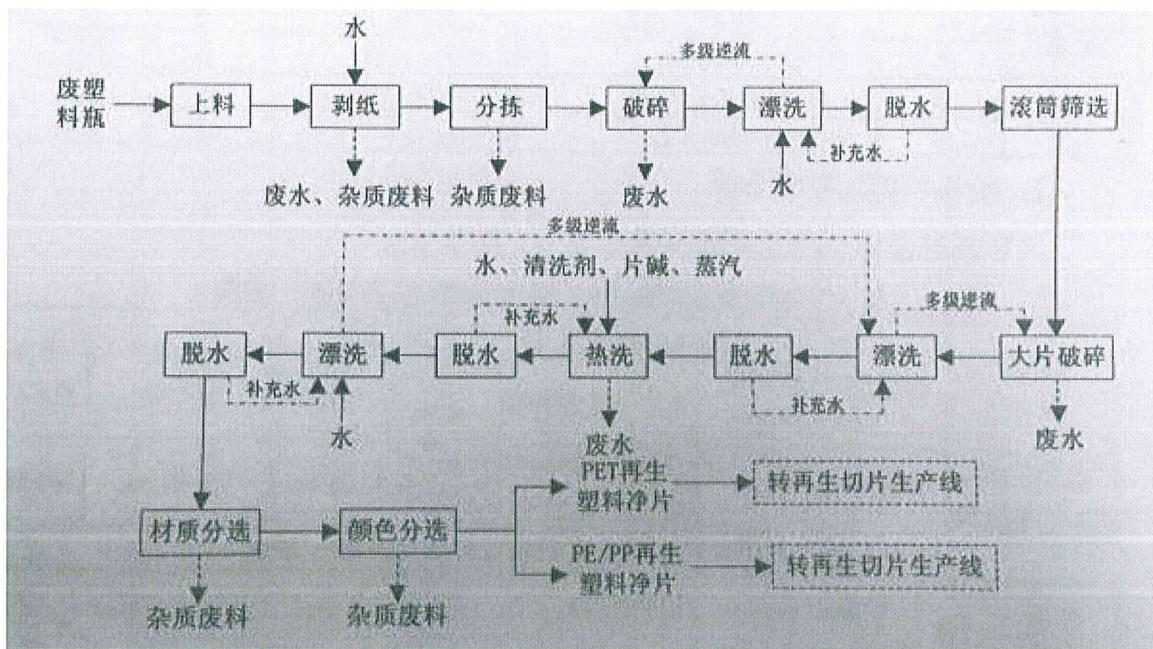 水
多级逆流
废塑
料瓶
上料
剥纸
分拣
破碎
漂洗
脱水
滚筒筛选
补充水
废水、杂质废料
杂质废料
废水
水
多级逆流
水、清洗剂、片碱、蒸汽
补充水
多级逆流
脱水
漂洗
脱水
热洗
脱水
漂洗
大片破碎
补充水
补充水
水
废水
废水
PET再生
塑料净片
转再生切片生产线
材质分选
颜色分选
PE/PP再生
塑料净片
转再生切片生产线
杂质废料
杂质废料